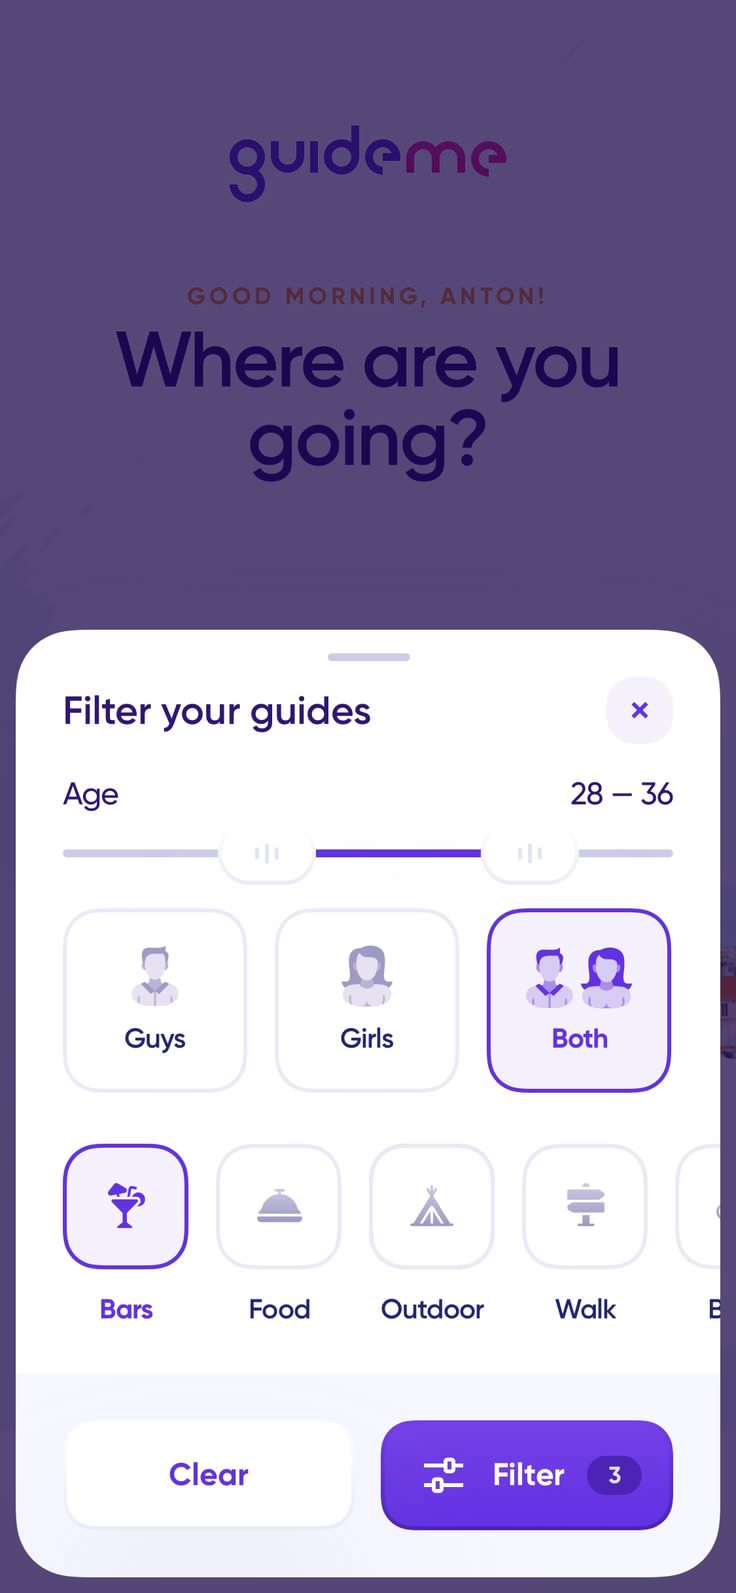 guideme
GOOD MORNING, ANTON!
Where are you
going?
Filter your guides
Age
28 — 36
Guys
Girls
Both
Bars
Food
Outdoor
Walk
Clear
Filter 3